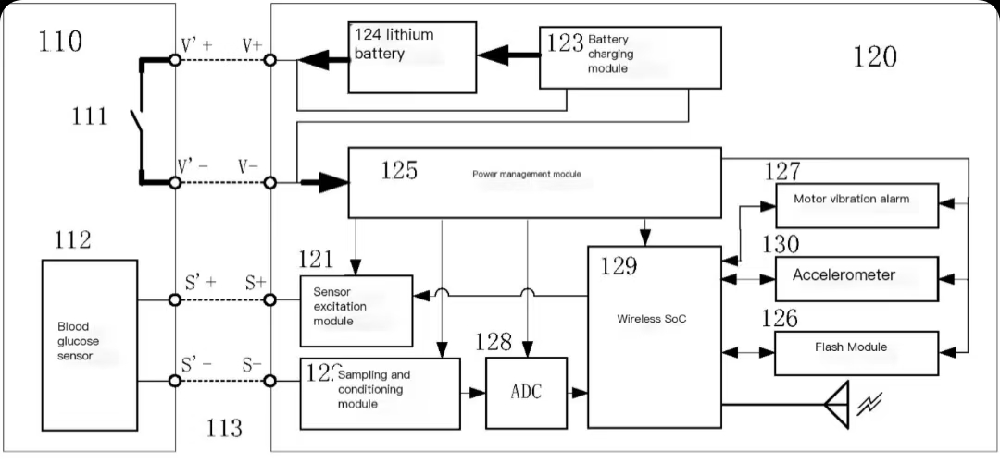 110
V' +
V+
124 lithium
battery
123
Battery
charging
module
120
111
V' -
V-
125
Power management module
127
Motor vibration alarm
112
121
129
130
Accelerometer
S' +
S+
Sensor
excitation
module
Wireless SoC
126
Flash Module
Blood
glucose
sensor
128
S' -
S-
Sampling and
conditioning
module
ADC
113